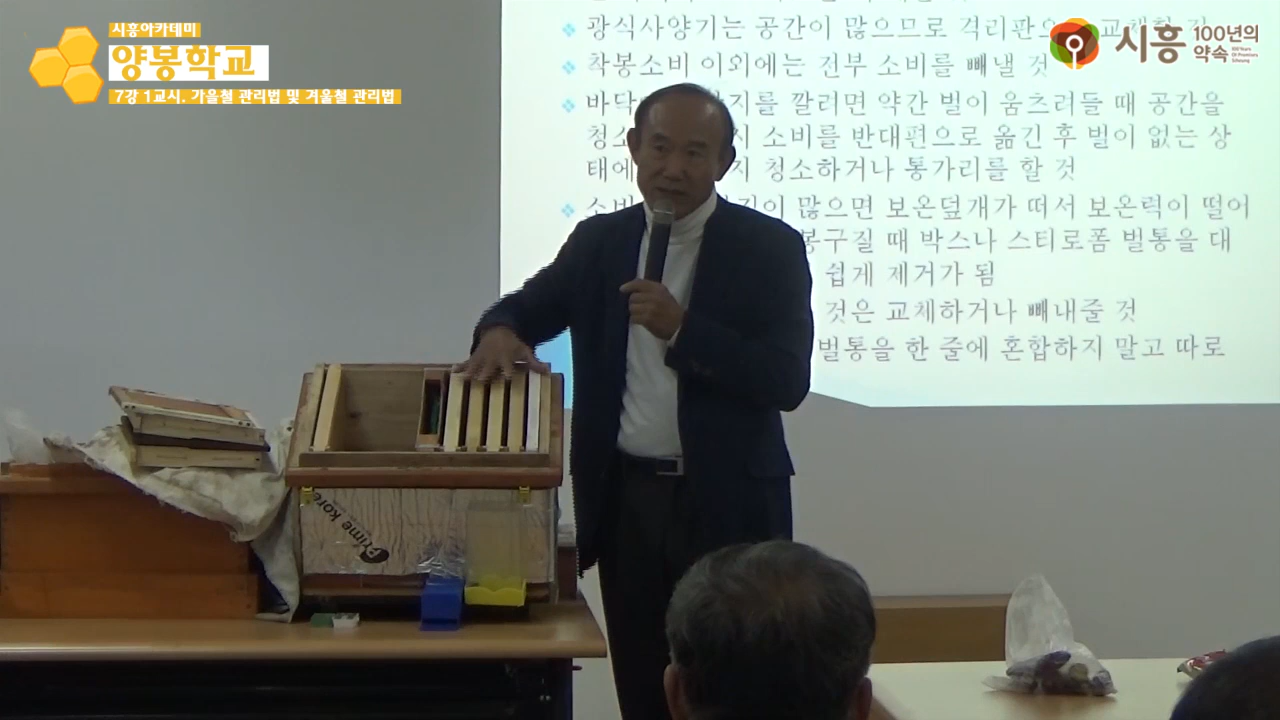 시흥아카데미
양봉학교
7강 1교시. 가을철 관리법 및 겨울철 관리법
시흥 100년의 약속
광식사양기는 공간이 많으므로 격리판으
착봉소비 이외에는 전부 소비를 빼낼 것
바닥 지를 깔려면 약간 벌이 움츠러들 때 공간을
청소 시 소비를 반대편으로 옮긴 후 벌이 없는 상
태에 지 청소하거나 통가리를 할 것
소비 이 많으면 보온덮개가 떠서 보온력이 떨어
봉구질 때 박스나 스티로폼 벌통을 대
쉽게 제거가 됨
것은 교체하거나 빼내줄 것
벌통을 한 줄에 혼합하지 말고 따로
Prime kore